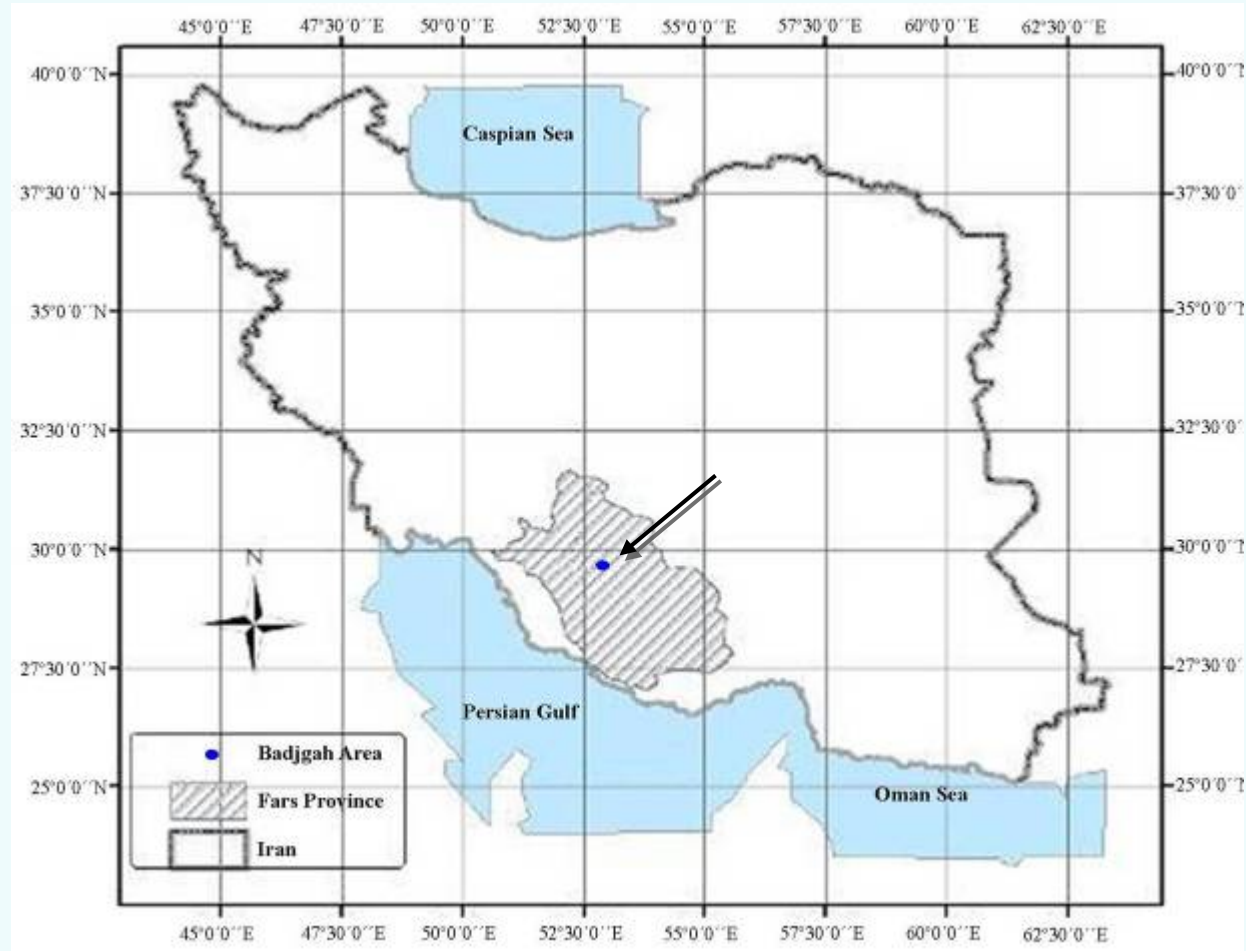 45°0´0´´E 47°30´0´´E 50°0´0´´E 52°30´0´´E 55°0´0´´E 57°30´0´´E 60°0´0´´E 62°30´0´´E
40°0´0´´N 40°0´0´´N
Caspian Sea
37°30´0´´N 37°30´0´´N
35°0´0´´N 35°0´0´´N
32°30´0´´N 32°30´0´´N
30°0´0´´N 30°0´0´´N
N
27°30´0´´N 27°30´0´´N
Persian Gulf
Badjgah Area
25°0´0´´N 25°0´0´´N
Oman Sea
Fars Province
Iran
45°0´0´´E 47°30´0´´E 50°0´0´´E 52°30´0´´E 55°0´0´´E 57°30´0´´E 60°0´0´´E 62°30´0´´E